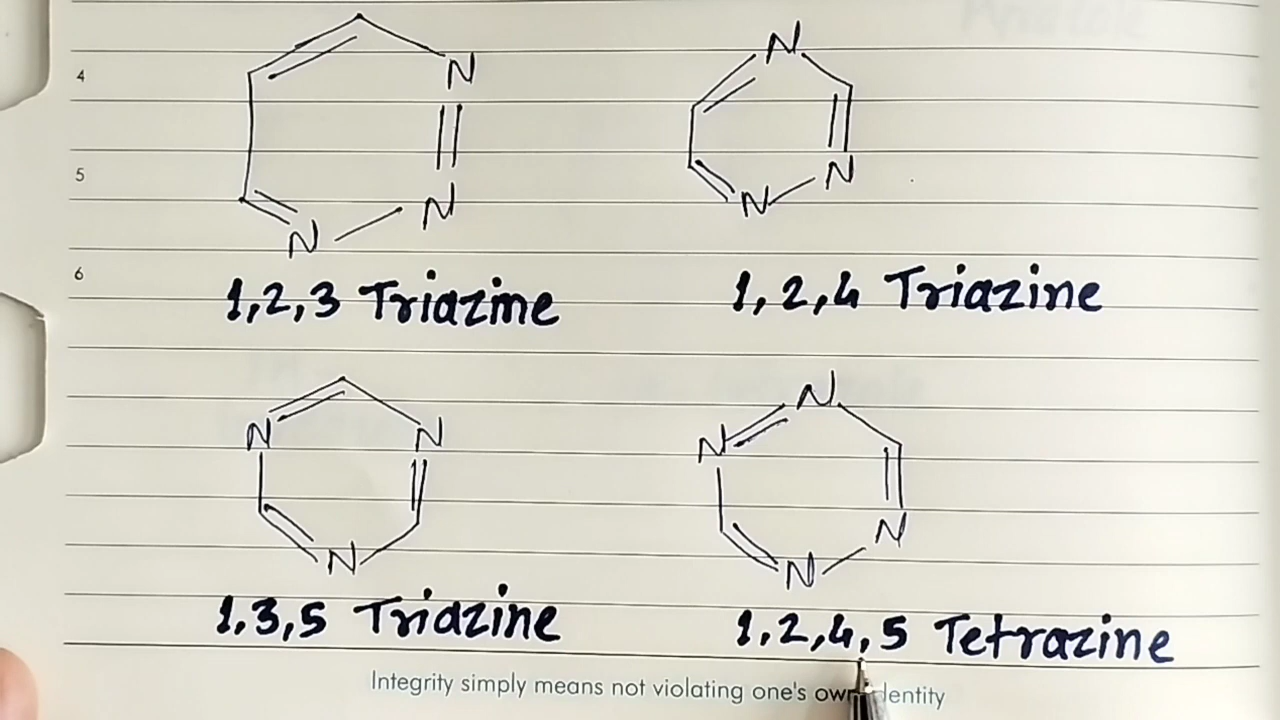 4
N
N
5
N
N
N
N
6
1,2,3 Triazine
1,2,4 Triazine
N
N
N
N
N
N
N
1,3,5 Triazine
1,2,4,5 Tetrazine
Integrity simply means not violating one's own identity